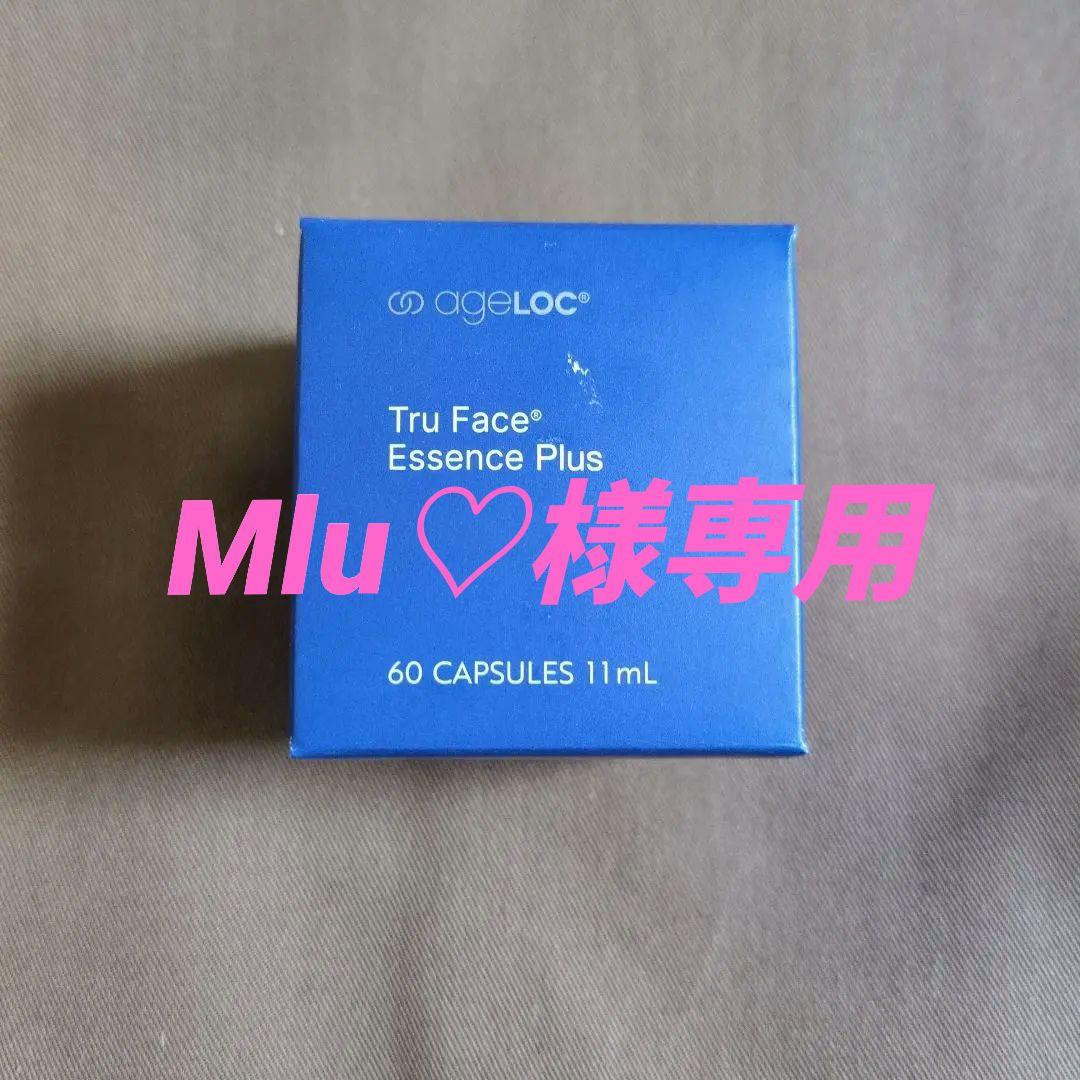 ageLOC®
Tru Face®
Essence Plus
Mlu♡様専用
60 CAPSULES 11mL